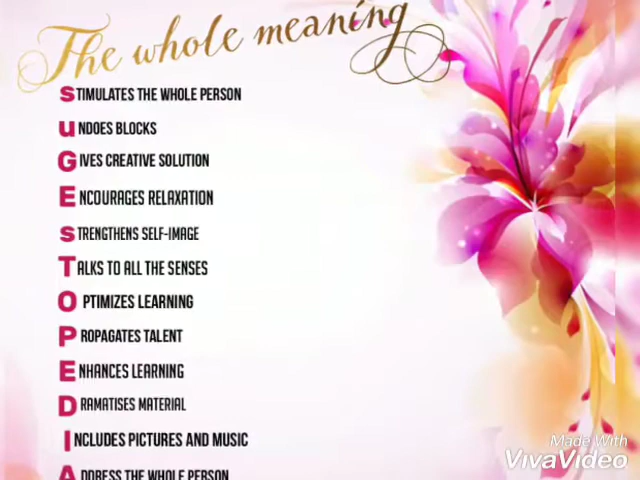 The whole meaning
STIMULATES THE WHOLE PERSON
uNDOES BLOCKS
GIVES CREATIVE SOLUTION
ENCOURAGES RELAXATION
STRENGTHENS SELF-IMAGE
TALKS TO ALL THE SENSES
OPTIMIZES LEARNING
PROPAGATES TALENT
ENHANCES LEARNING
DRAMATISES MATERIAL
INCLUDES PICTURES AND MUSIC
ADDRESS THE WHOLE PERSON
Made With
VivaVideo